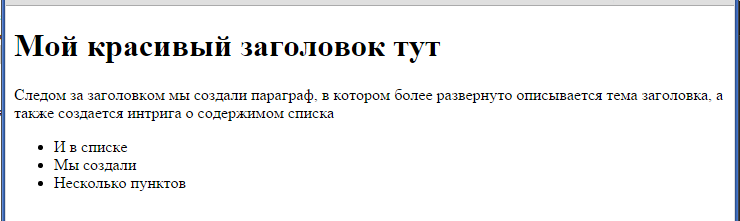 Мой красивый заголовок тут
Следом за заголовком мы создали параграф, в котором более развернуто описывается тема заголовка, а
также создается интрига о содержимом списка
И в списке
Мы создали
Несколько пунктов